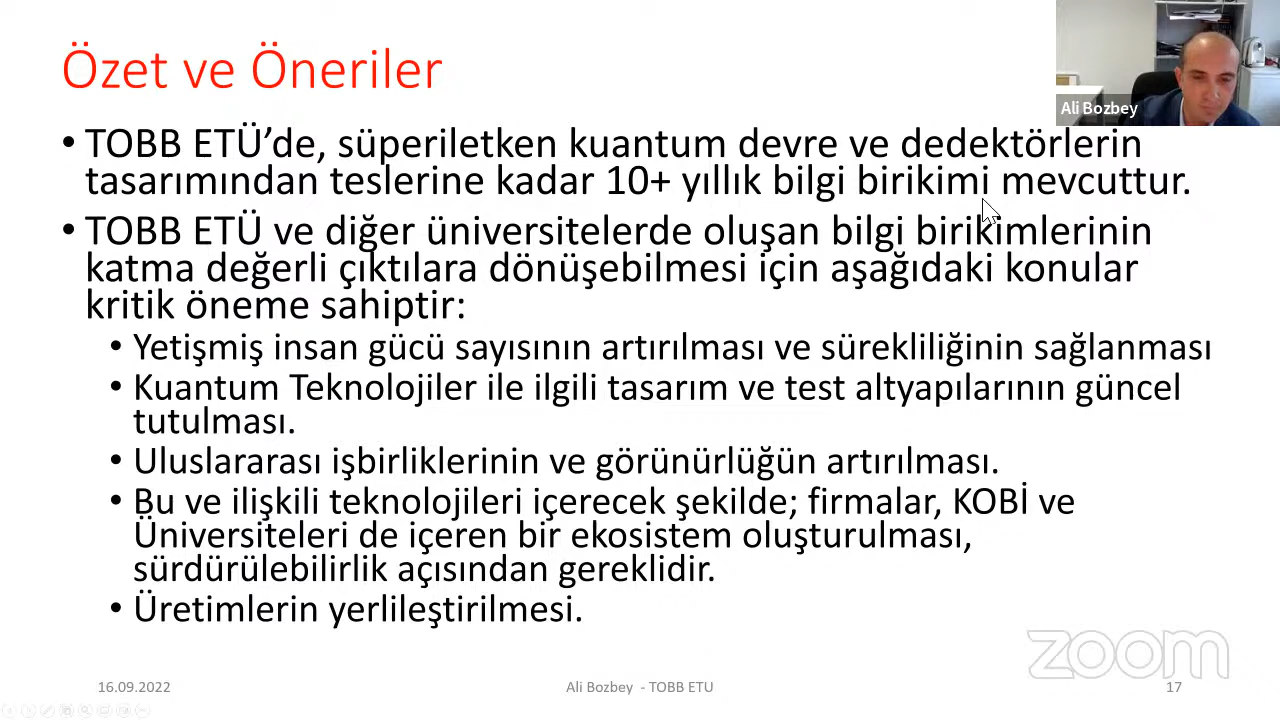 Özet ve Öneriler
Ali Bozbey
• TOBB ETÜ’de, süperiletken kuantum devre ve dedektörlerin
tasarımından teslerine kadar 10+ yıllık bilgi birikimi mevcuttur.
• TOBB ETÜ ve diğer üniversitelerde oluşan bilgi birikimlerinin
katma değerli çıktılara dönüşebilmesi için aşağıdaki konular
kritik öneme sahiptir:
• Yetişmiş insan gücü sayısının artırılması ve sürekliliğinin sağlanması
• Kuantum Teknolojiler ile ilgili tasarım ve test altyapılarının güncel
tutulması.
• Uluslararası işbirliklerinin ve görünürlüğün artırılması.
• Bu ve ilişkili teknolojileri içerecek şekilde; firmalar, KOBİ ve
Üniversiteleri de içeren bir ekosistem oluşturulması,
sürdürülebilirlik açısından gereklidir.
• Üretimlerin yerlileştirilmesi.
zoom
16.09.2022
Ali Bozbey - TOBB ETU
17